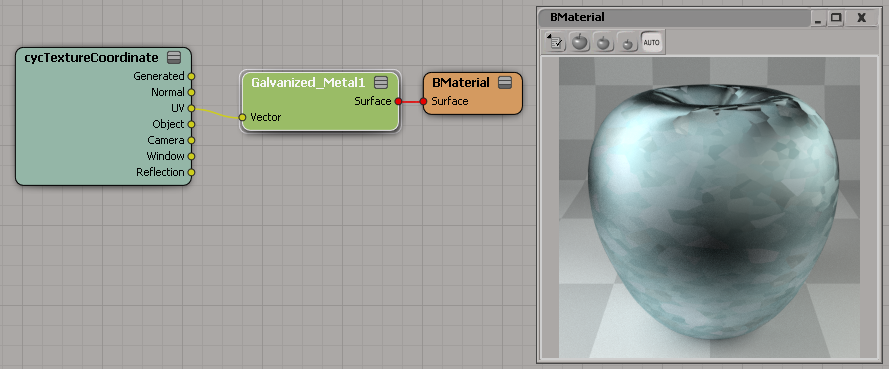 cycTextureCoordinate
Generated
Normal
UV
Object
Camera
Window
Reflection
Galvanized_Metal1
Surface
Vector
BMaterial
Surface
BMaterial
AUTO